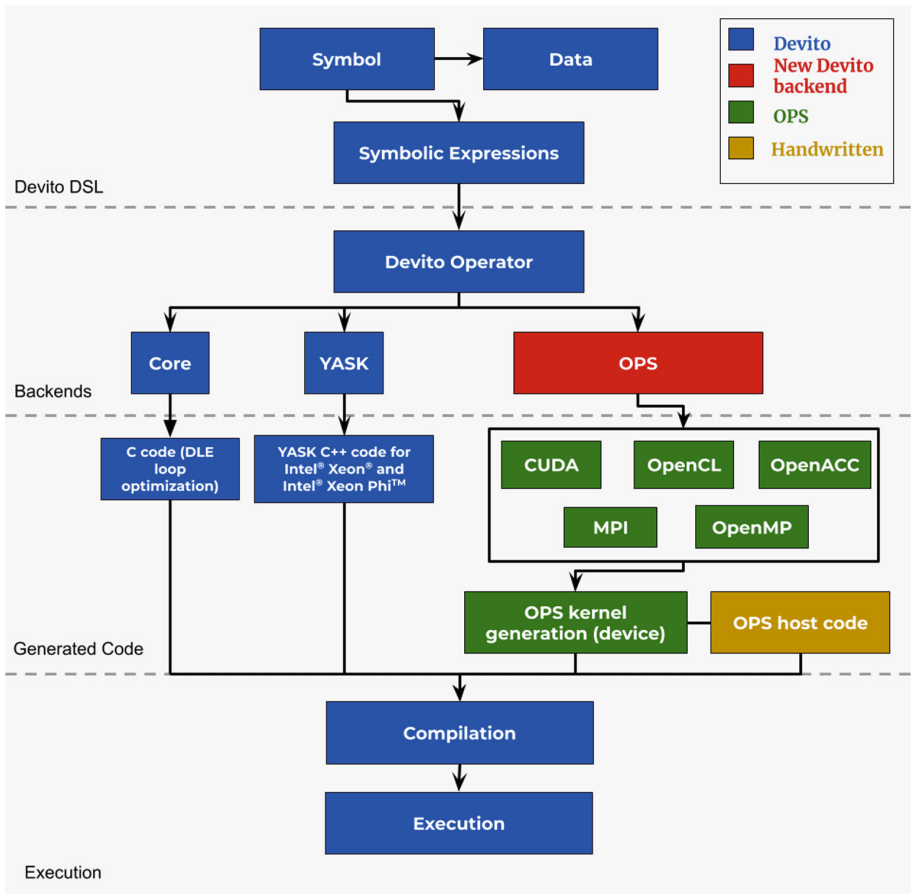 Symbol
Data
Devito
New Devito
backend
OPS
Handwritten
Symbolic Expressions
Devito DSL
Devito Operator
Core
YASK
OPS
Backends
C code (DLE
loop
optimization)
YASK C++ code for
Intel® Xeon® and
Intel® Xeon Phi™
CUDA
OpenCL
OpenACC
MPI
OpenMP
OPS kernel
generation (device)
OPS host code
Generated Code
Compilation
Execution
Execution